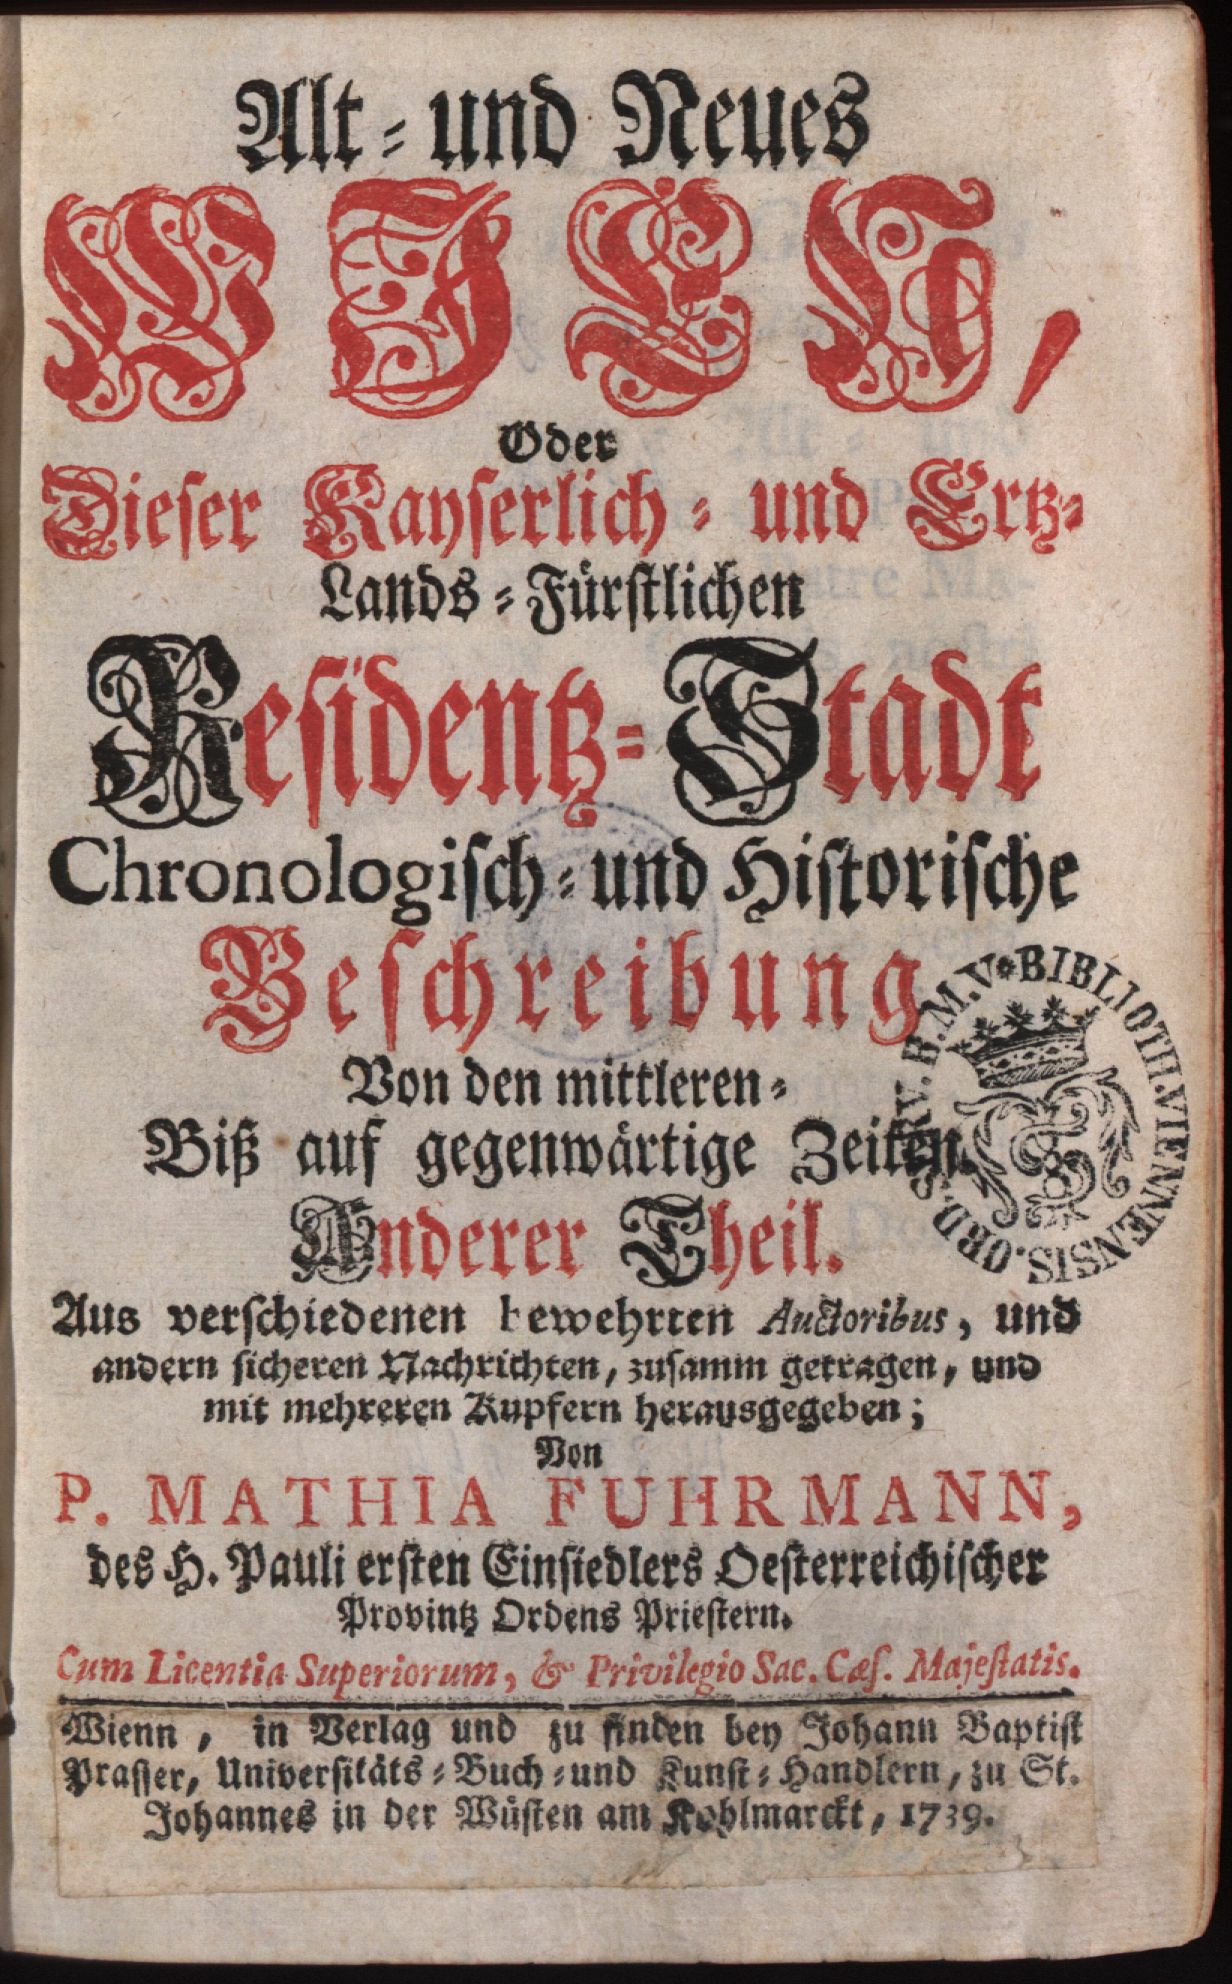 Alt- und Neues
WIEN,
Oder
Dieser Kayserlich- und Ertz-
Lands-Fürstlichen
Residentz-Stadt
Chronologisch- und Historische
Beschreibung
Von den mittleren-
Biß auf gegenwärtige Zeiten.
Anderer Theil.
Aus verschiedenen bewehrten Auctoribus, und
andern sicheren Nachrichten, zusamm getragen, und
mit mehreren Kupfern herausgegeben;
Von
P. MATHIA FUHRMANN,
des H. Pauli ersten Einsiedlers Oesterreichischer
Provintz Ordens Priestern.
Cum Licentia Superiorum, & Privilegio Sac. Cæs. Majestatis.
Wienn, in Verlag und zu finden bey Johann Baptist
Prasser, Universitäts-Buch-und Kunst-Handlern, zu St.
Johannes in der Wüsten am Kohlmarckt, 1739.
BIBLIOTH. VIENNENSIS. ORD. SERV. B. M. V